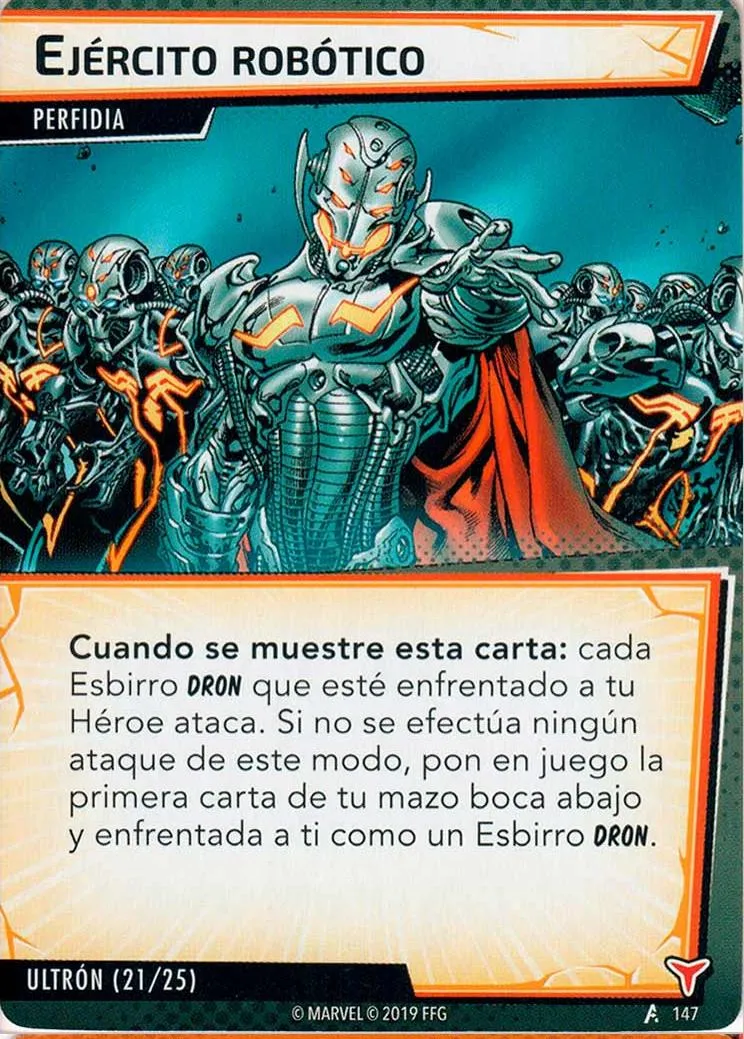 Ejército robótico
PERFIDIA
Cuando se muestre esta carta: cada
Esbirro DRON que esté enfrentado a tu
Héroe ataca. Si no se efectúa ningún
ataque de este modo, pon en juego la
primera carta de tu mazo boca abajo
y enfrentada a ti como un Esbirro DRON.
ULTRÓN (21/25)
© MARVEL © 2019 FFG
147